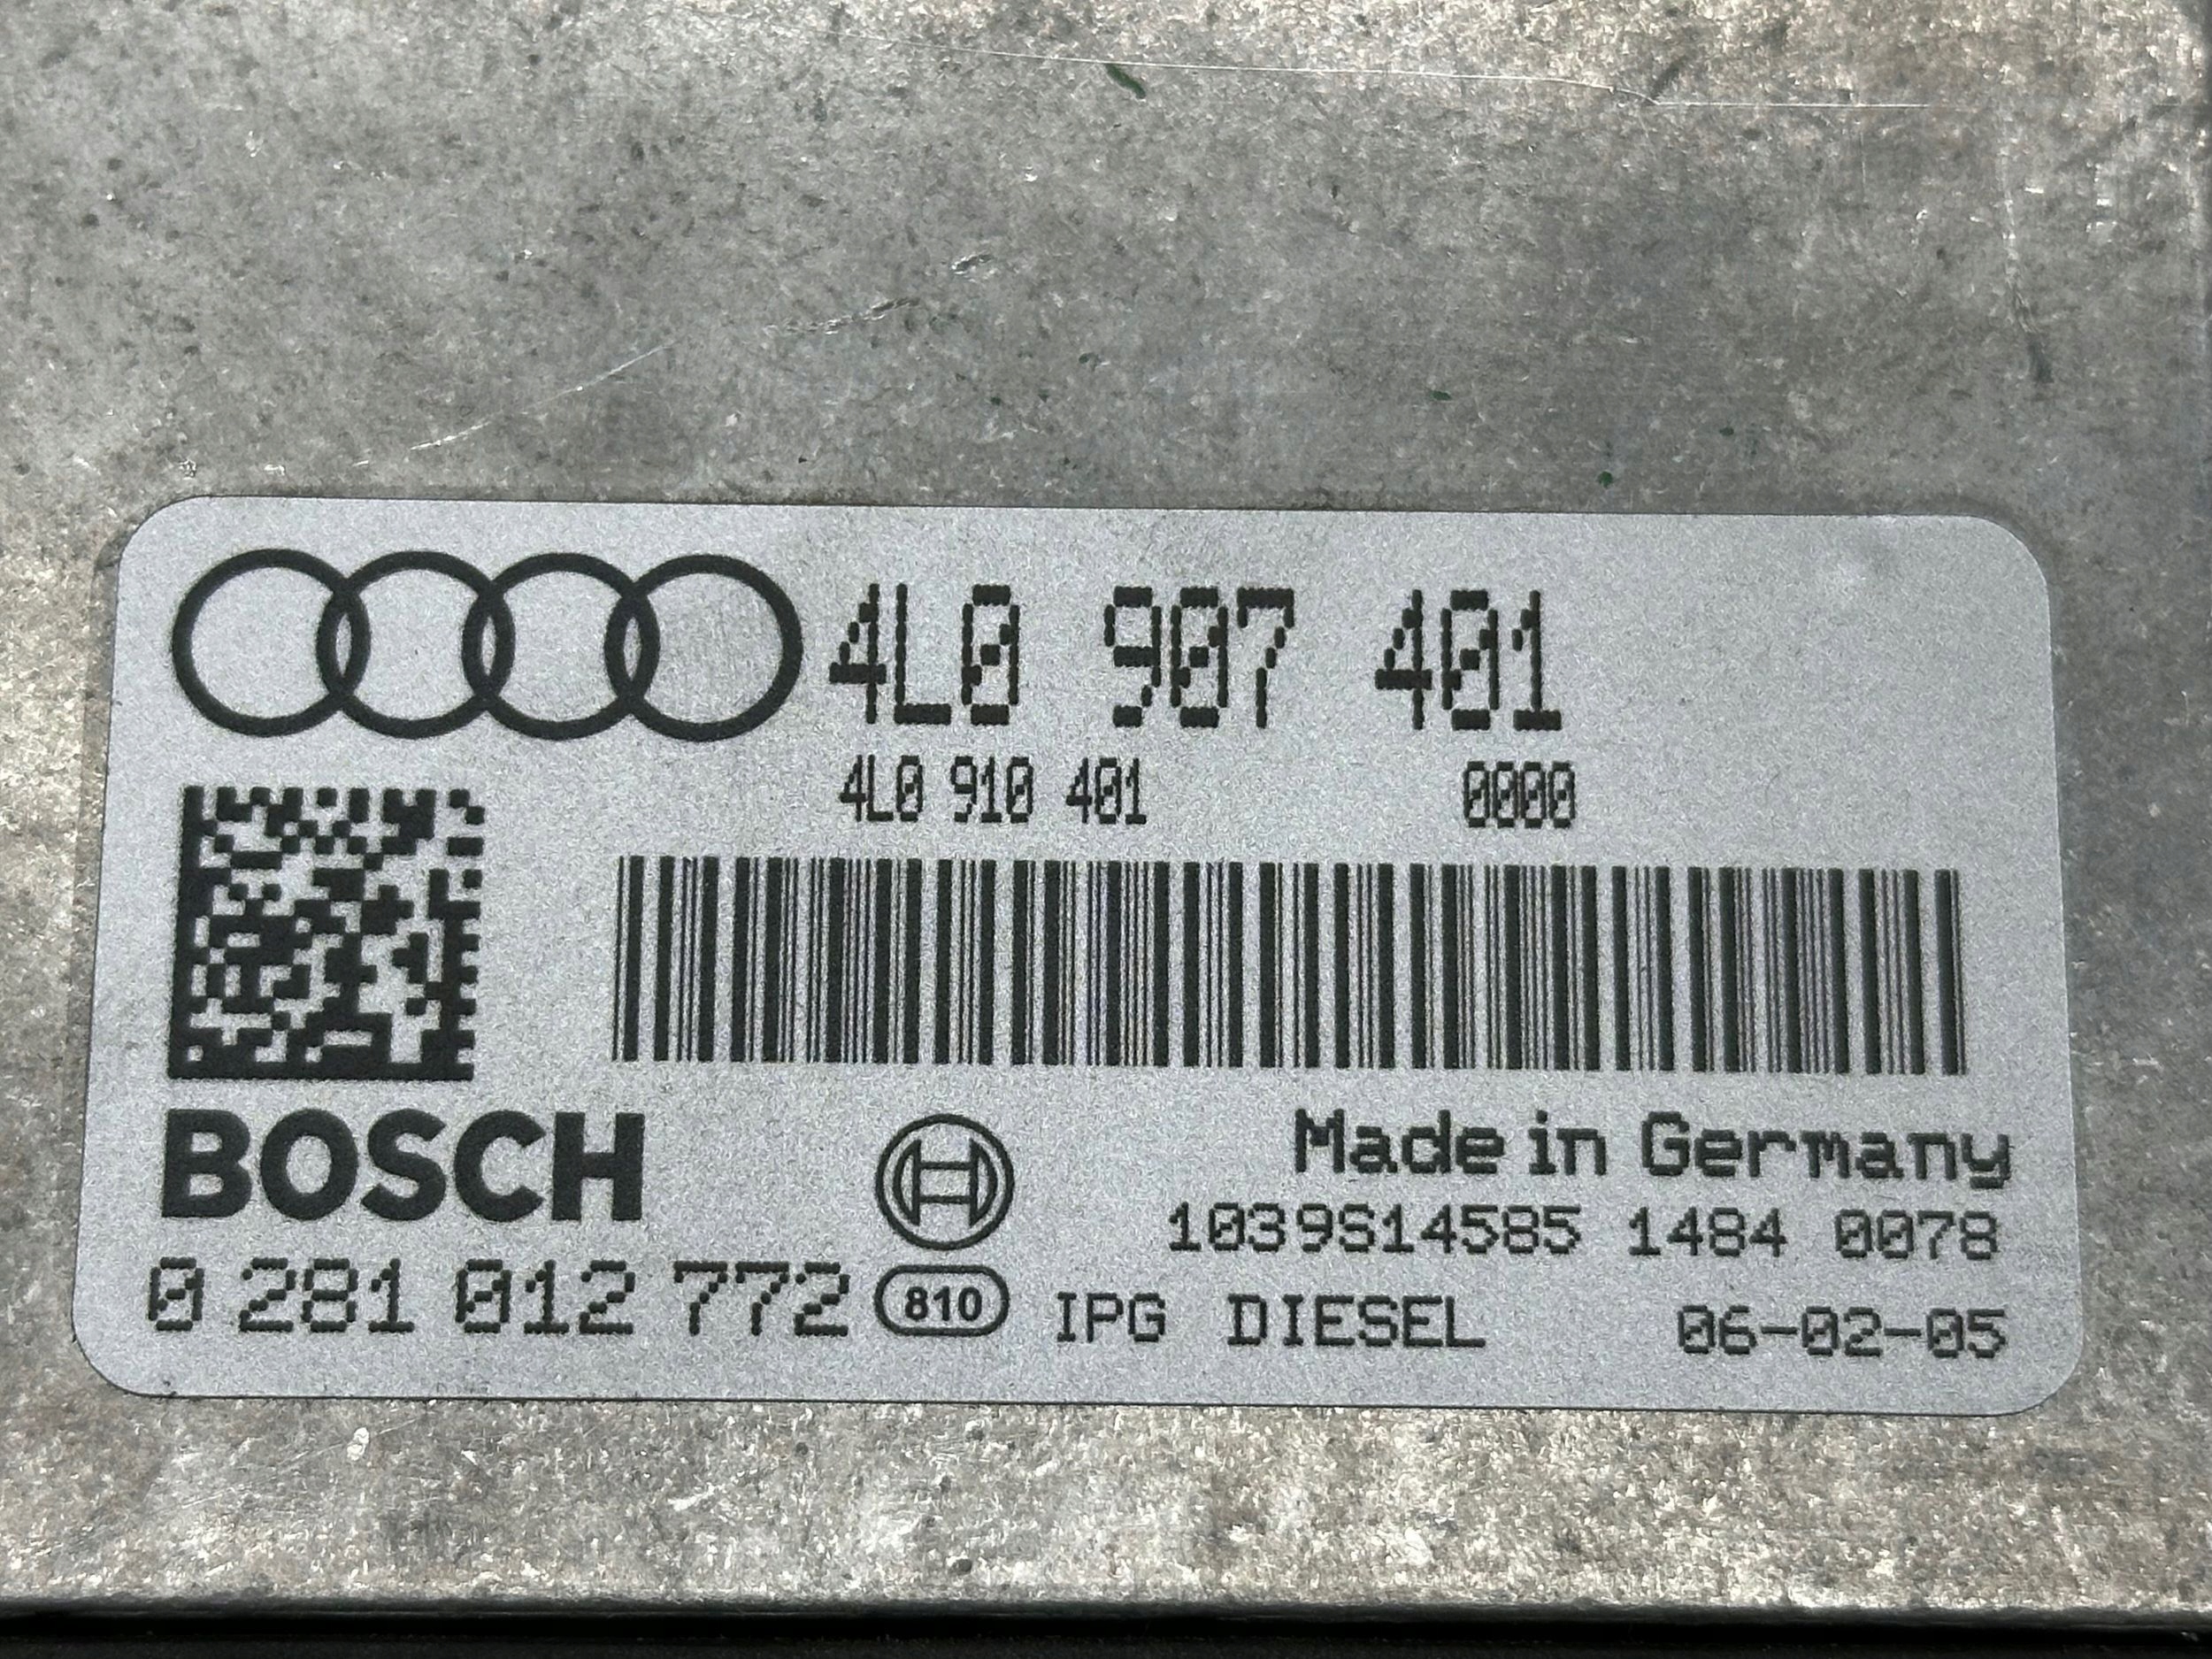 4L0 907 401
4L0 910 401 0000
BOSCH
Made in Germany
1039S14585 1484 0078
0 281 012 772 810 IPG DIESEL 06-02-05